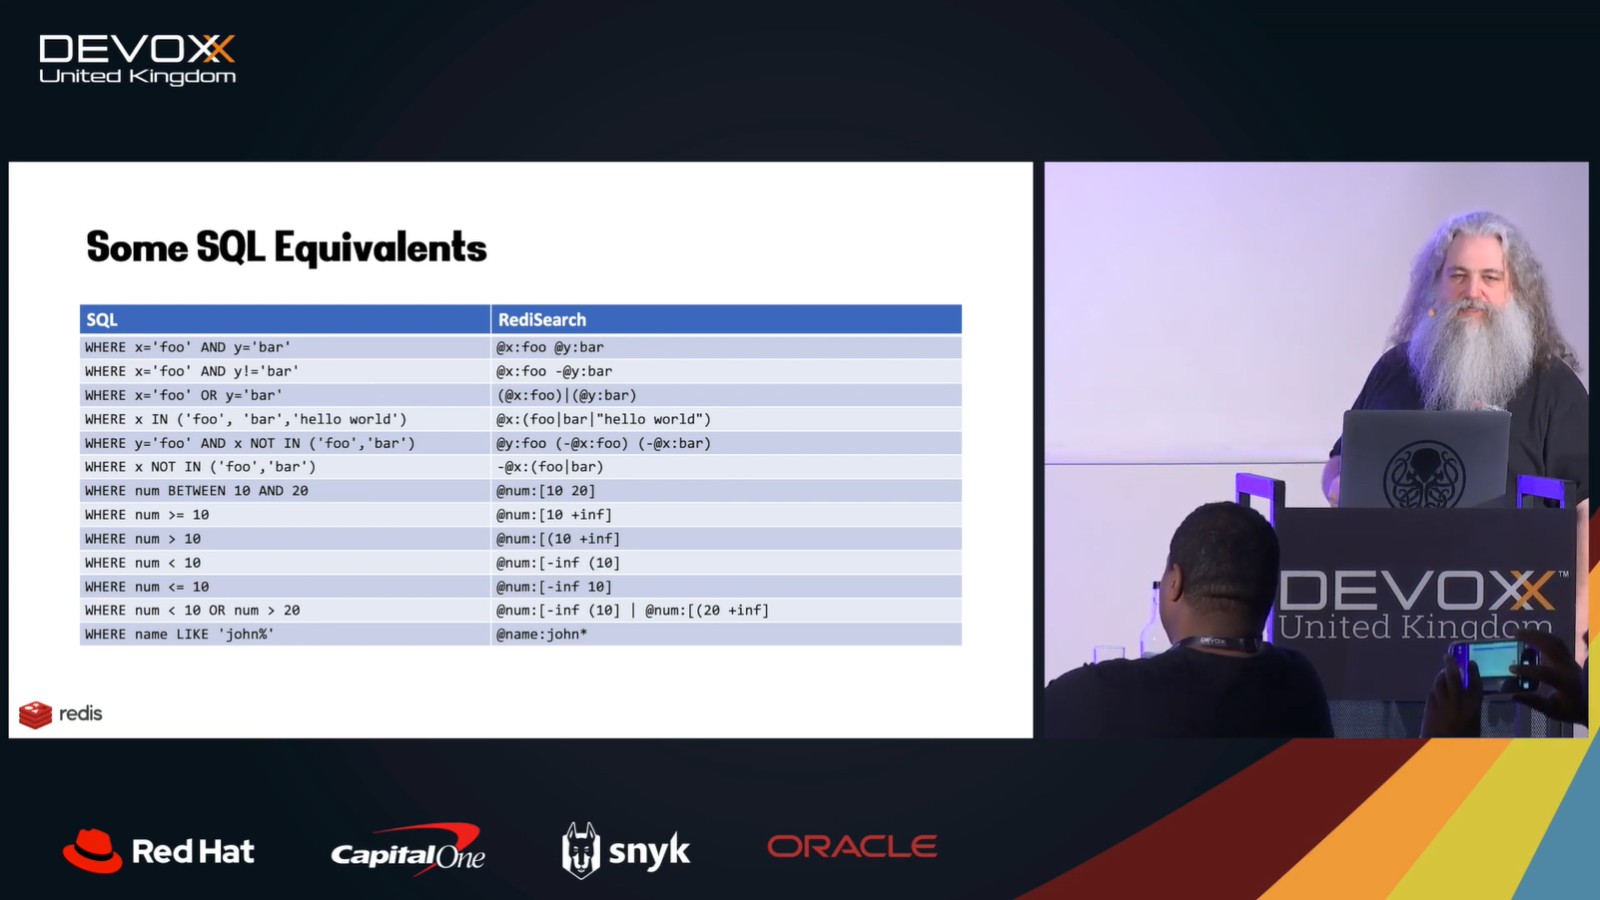 DEVOXX
United Kingdom
Some SQL Equivalents
SQL RediSearch
WHERE x='foo' AND y='bar' @x:foo @y:bar
WHERE x='foo' AND y!='bar' @x:foo -@y:bar
WHERE x='foo' OR y='bar' (@x:foo)|(@y:bar)
WHERE x IN ('foo', 'bar','hello world') @x:(foo|bar|"hello world")
WHERE y='foo' AND x NOT IN ('foo','bar') @y:foo (-@x:foo) (-@x:bar)
WHERE x NOT IN ('foo','bar') -@x:(foo|bar)
WHERE num BETWEEN 10 AND 20 @num:[10 20]
WHERE num >= 10 @num:[10 +inf]
WHERE num > 10 @num:[(10 +inf]
WHERE num < 10 @num:[-inf (10]
WHERE num <= 10 @num:[-inf 10]
WHERE num < 10 OR num > 20 @num:[-inf (10] | @num:[(20 +inf]
WHERE name LIKE 'john%' @name:john*
redis
DEVOXX™
United Kingdom
DEVOXX
Red Hat
Capital One
snyk
ORACLE